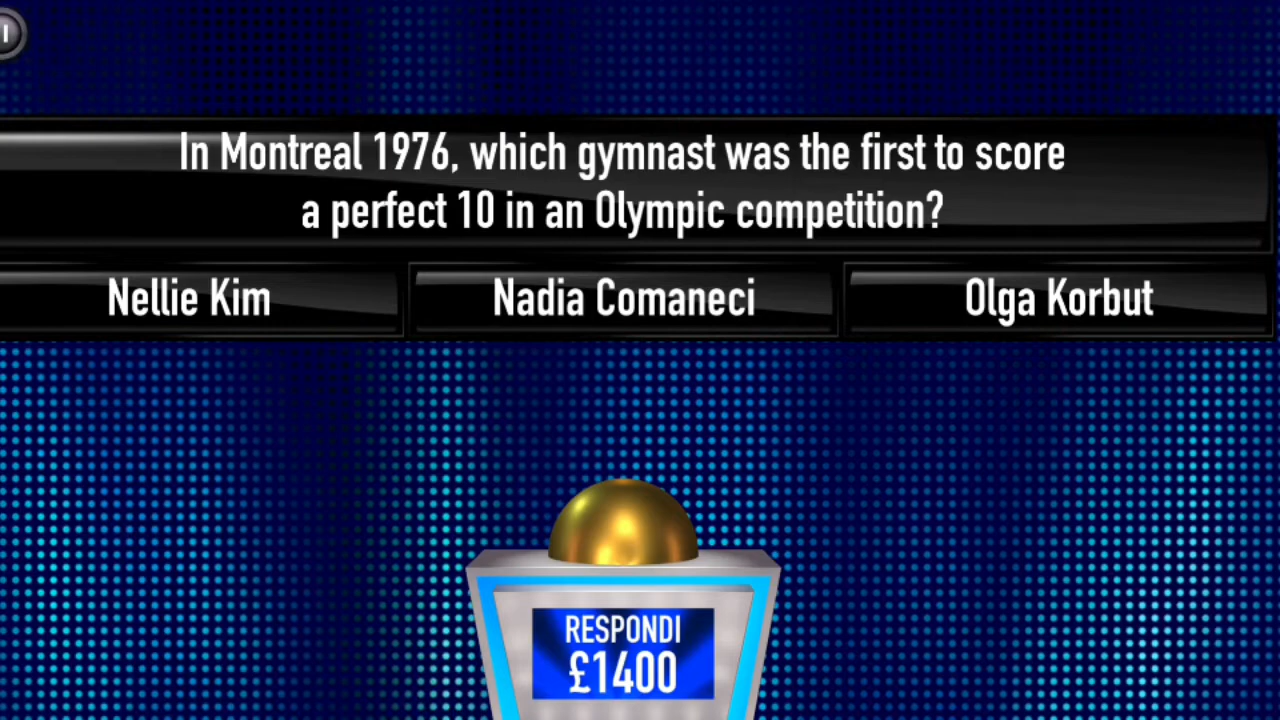 In Montreal 1976, which gymnast was the first to score
a perfect 10 in an Olympic competition?
Nellie Kim
Nadia Comaneci
Olga Korbut
RESPONDI
£1400